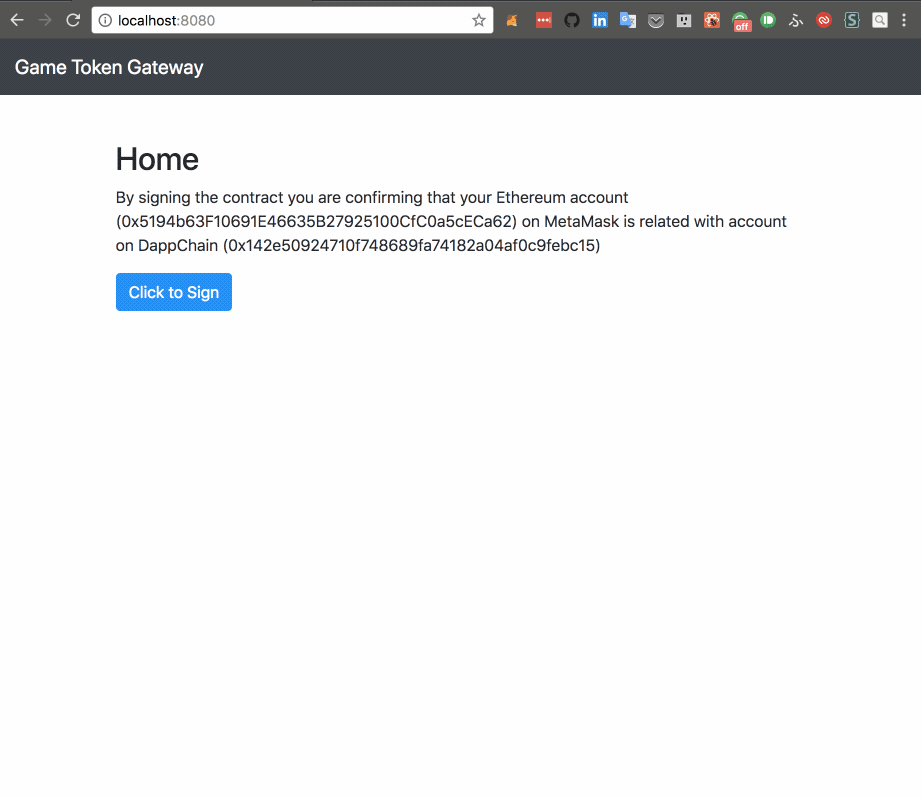 localhost:8080
off
Game Token Gateway
Home
By signing the contract you are confirming that your Ethereum account
(0x5194b63F10691E46635B27925100CfC0a5cECa62) on MetaMask is related with account
on DappChain (0x142e50924710f748689fa74182a04af0c9febc15)
Click to Sign